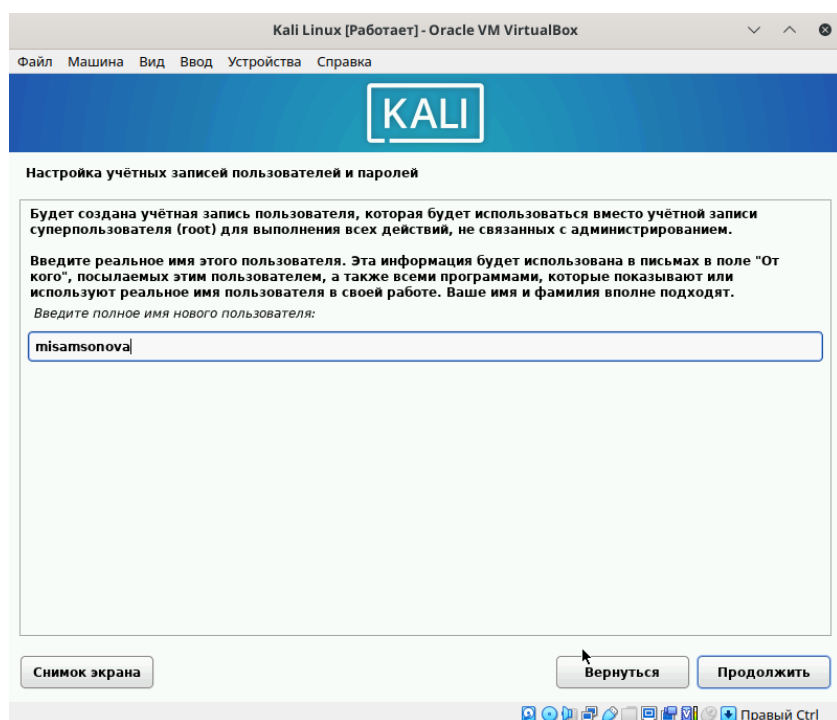 Kali Linux [Работает] - Oracle VM VirtualBox
Файл Машина Вид Ввод Устройства Справка
KALI
Настройка учётных записей пользователей и паролей
Будет создана учётная запись пользователя, которая будет использоваться вместо учётной записи
суперпользователя (root) для выполнения всех действий, не связанных с администрированием.
Введите реальное имя этого пользователя. Эта информация будет использована в письмах в поле "От
кого", посылаемых этим пользователем, а также всеми программами, которые показывают или
используют реальное имя пользователя в своей работе. Ваше имя и фамилия вполне подходят.
Введите полное имя нового пользователя:
misamsonova
Снимок экрана Вернуться Продолжить
Правый Ctrl